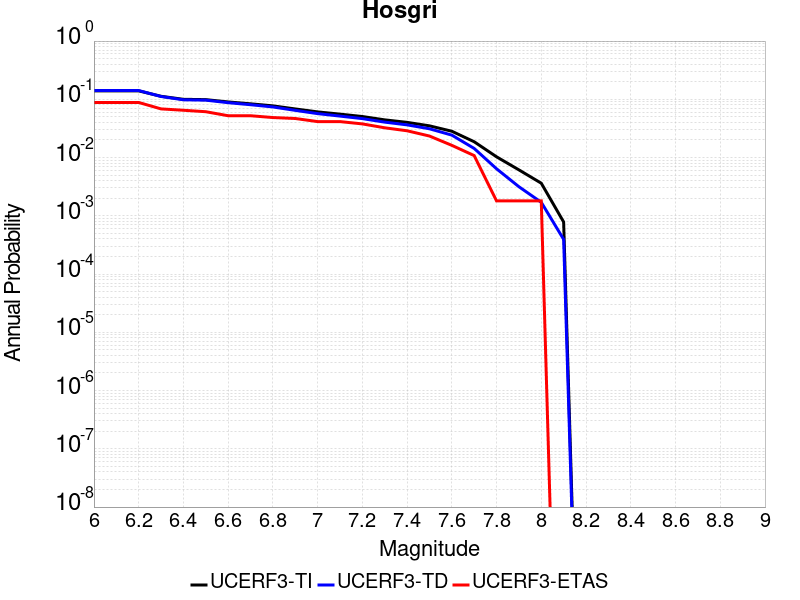 Hosgri
10^0
10^-1
10^-2
10^-3
10^-4
10^-5
10^-6
10^-7
10^-8
Annual Probability
6 6.2 6.4 6.6 6.8 7 7.2 7.4 7.6 7.8 8 8.2 8.4 8.6 8.8 9
Magnitude
UCERF3-TI UCERF3-TD UCERF3-ETAS